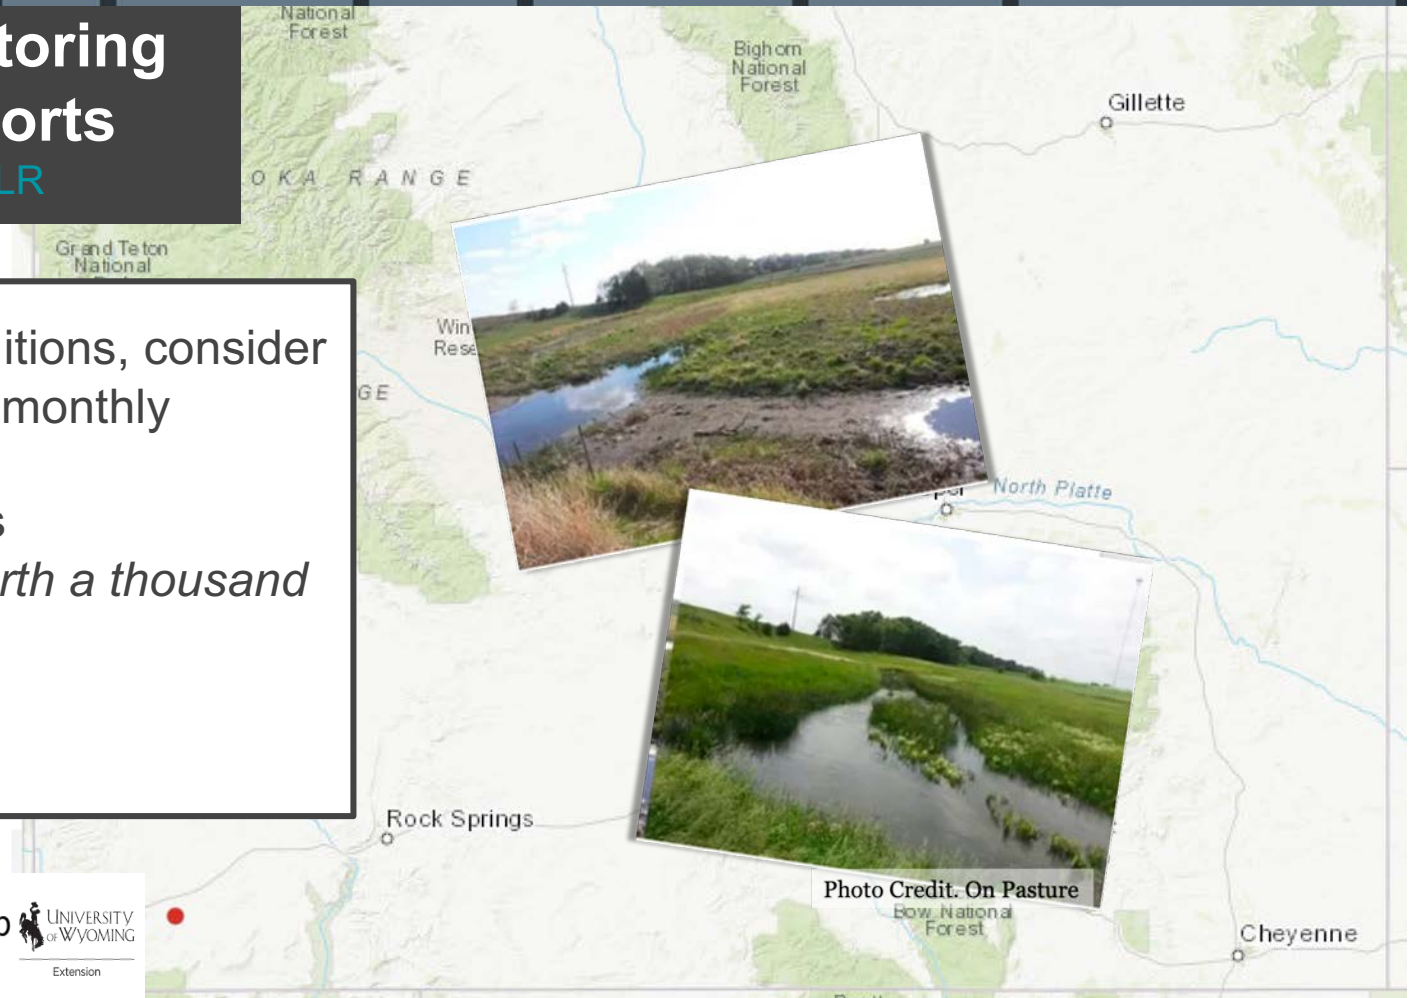 toring
orts
LR
National
Forest
Bighorn
National
Forest
Gillette
OKA RANGE
Grand Teton
National
itions, consider
monthly
s
rth a thousand
Win
Rese
GE
North Platte
Rock Springs
Photo Credit. On Pasture
Bow National
Forest
Cheyenne
UNIVERSITY
OF WYOMING
Extension